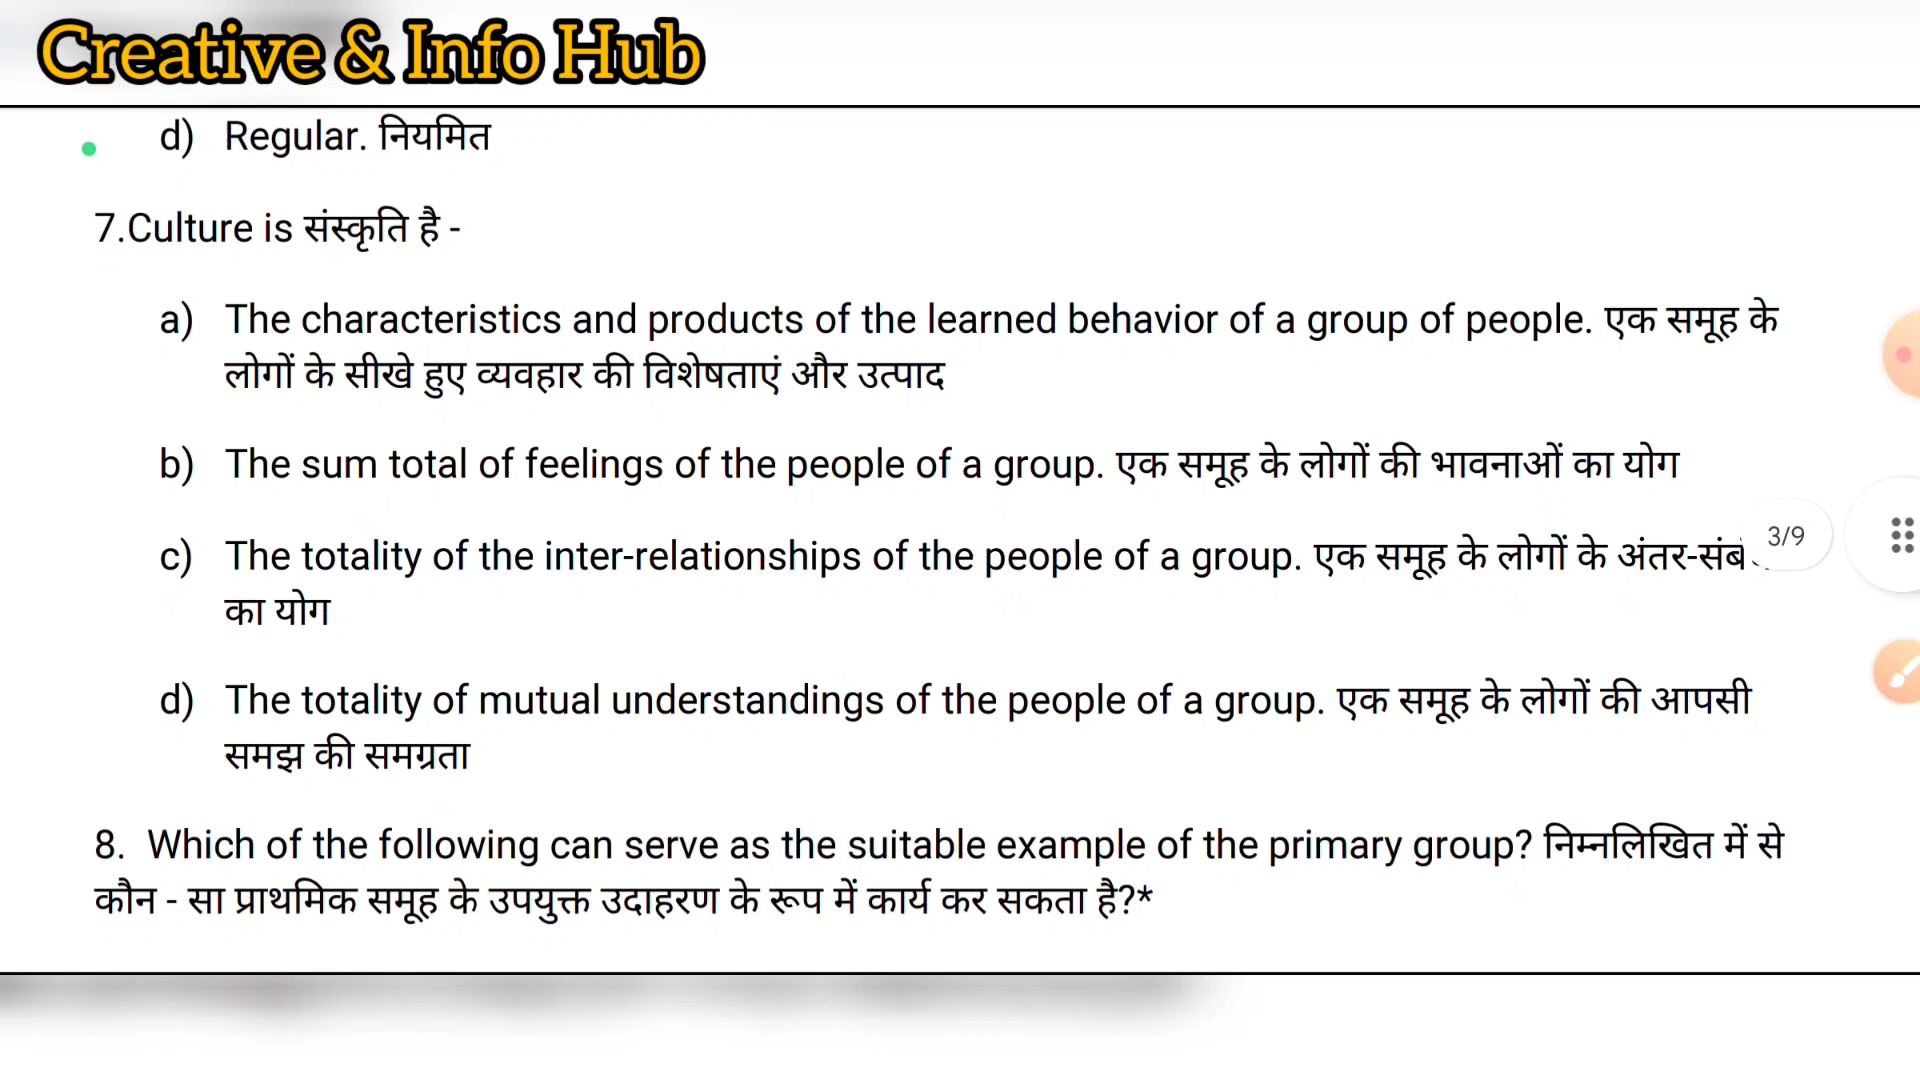 Creative & Info Hub
d) Regular. नियमित
7.Culture is संस्कृति है -
a) The characteristics and products of the learned behavior of a group of people. एक समूह के
लोगों के सीखे हुए व्यवहार की विशेषताएं और उत्पाद
b) The sum total of feelings of the people of a group. एक समूह के लोगों की भावनाओं का योग
c) The totality of the inter-relationships of the people of a group. एक समूह के लोगों के
का योग
3/9
d) The totality of mutual understandings of the people of a group. एक समूह के लोगों की आपसी
समझ की समग्रता
8. Which of the following can serve as the suitable example of the primary group? निम्नलिखित में से
कौन - सा प्राथमिक समूह के उपयुक्त उदाहरण के रूप में कार्य कर सकता है?*